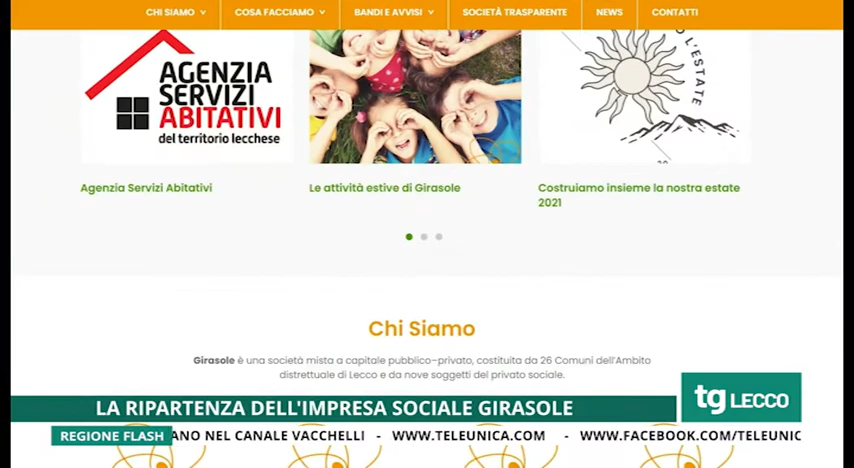 CHI SIAMO COSA FACCIAMO BANDI E AVVISI SOCIETÀ TRASPARENTE NEWS CONTATTI
AGENZIA
SERVIZI
ABITATIVI
del territorio lecchese
L'ESTATE
Agenzia Servizi Abitativi
Le attività estive di Girasole
Costruiamo insieme la nostra estate
2021
Chi Siamo
Girasole è una società mista a capitale pubblico-privato, costituita da 26 Comuni dell'Ambito
distrettuale di Lecco e da nove soggetti del privato sociale.
LA RIPARTENZA DELL'IMPRESA SOCIALE GIRASOLE
tg LECCO
REGIONE FLASH ANO NEL CANALE VACCHELLI - WWW.TELEUNICA.COM - WWW.FACEBOOK.COM/TELEUNIC